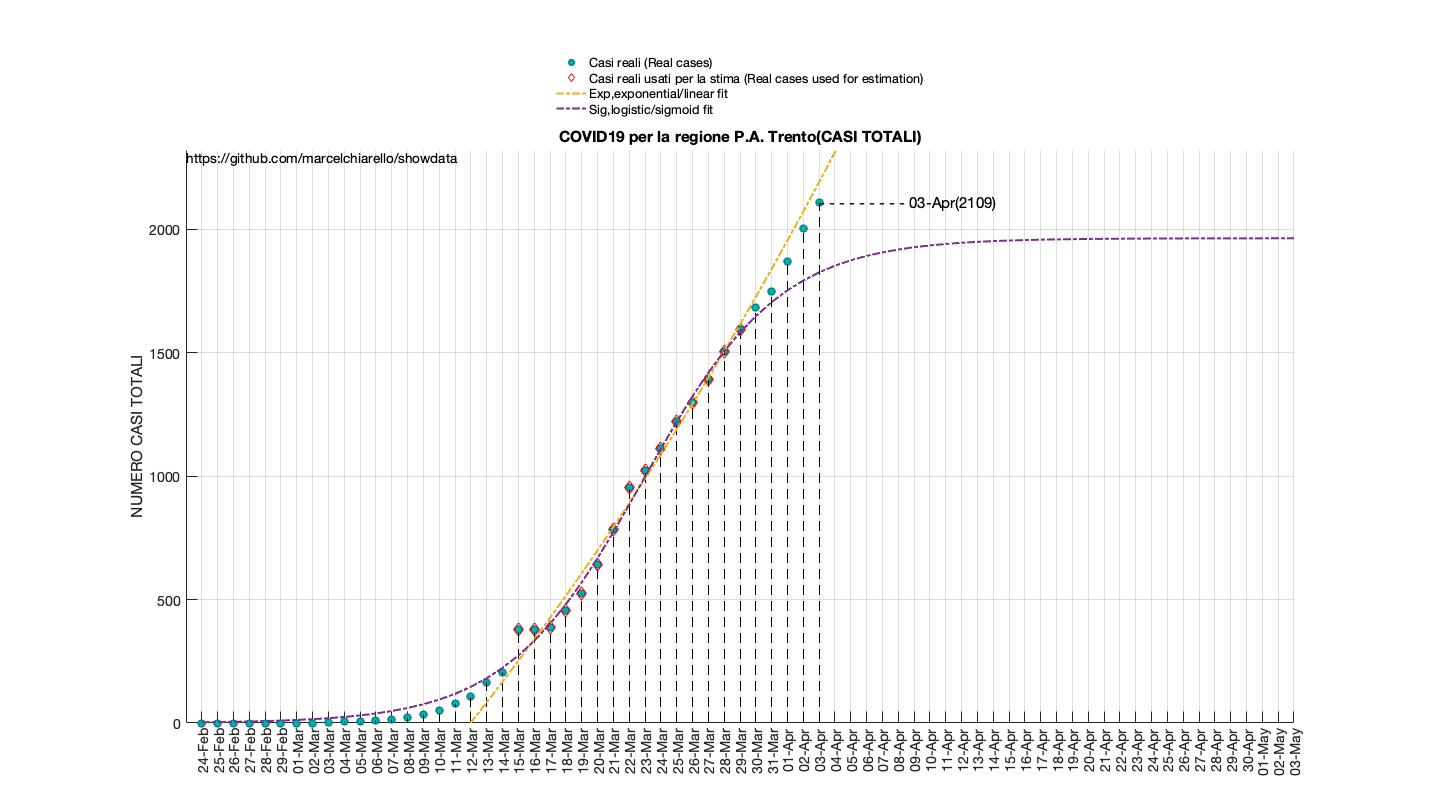 Casi reali (Real cases)
Casi reali usati per la stima (Real cases used for estimation)
Exp,exponential/linear fit
Sig,logistic/sigmoid fit
COVID19 per la regione P.A. Trento(CASI TOTALI)
https://github.com/marcelchiarello/showdata
03-Apr(2109)
NUMERO CASI TOTALI
2000
1500
1000
500
0
24-Feb
25-Feb
26-Feb
27-Feb
28-Feb
29-Feb
01-Mar
02-Mar
03-Mar
04-Mar
05-Mar
06-Mar
07-Mar
08-Mar
09-Mar
10-Mar
11-Mar
12-Mar
13-Mar
14-Mar
15-Mar
16-Mar
17-Mar
18-Mar
19-Mar
20-Mar
21-Mar
22-Mar
23-Mar
24-Mar
25-Mar
26-Mar
27-Mar
28-Mar
29-Mar
30-Mar
31-Mar
01-Apr
02-Apr
03-Apr
04-Apr
05-Apr
06-Apr
07-Apr
08-Apr
09-Apr
10-Apr
11-Apr
12-Apr
13-Apr
14-Apr
15-Apr
16-Apr
17-Apr
18-Apr
19-Apr
20-Apr
21-Apr
22-Apr
23-Apr
24-Apr
25-Apr
26-Apr
27-Apr
28-Apr
29-Apr
30-Apr
01-May
02-May
03-May